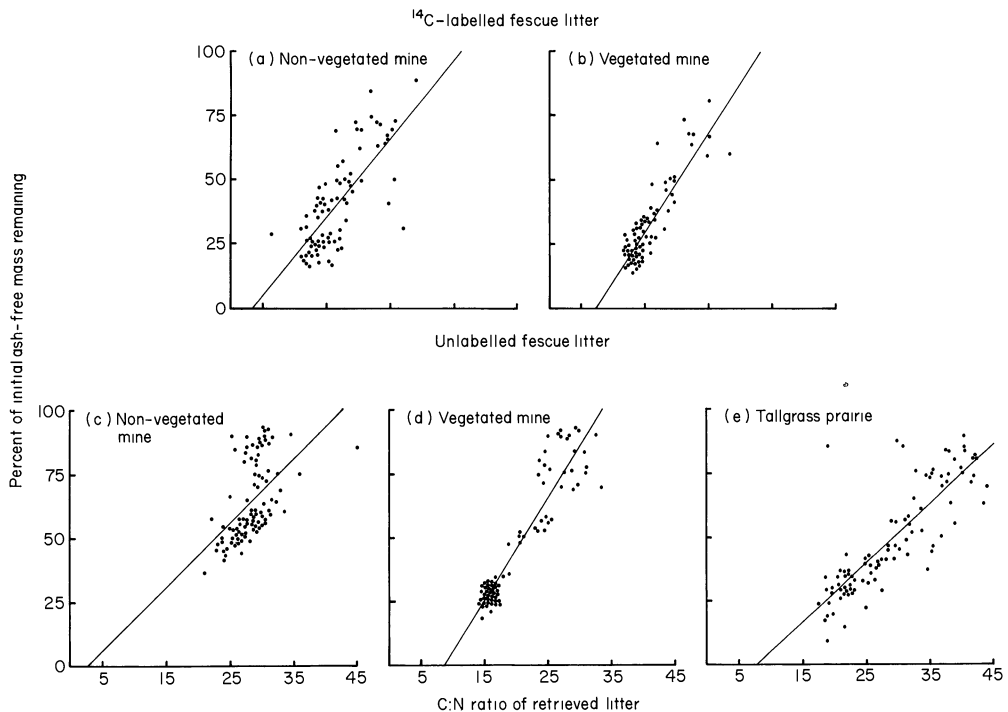 ¹⁴C-labelled fescue litter
(a) Non-vegetated mine
(b) Vegetated mine
100
75
50
25
0
Unlabelled fescue litter
Percent of initial ash-free mass remaining
(c) Non-vegetated
mine
(d) Vegetated mine
(e) Tallgrass prairie
100
75
50
25
0
5 15 25 35 45 5 15 25 35 45 5 15 25 35 45
C:N ratio of retrieved litter